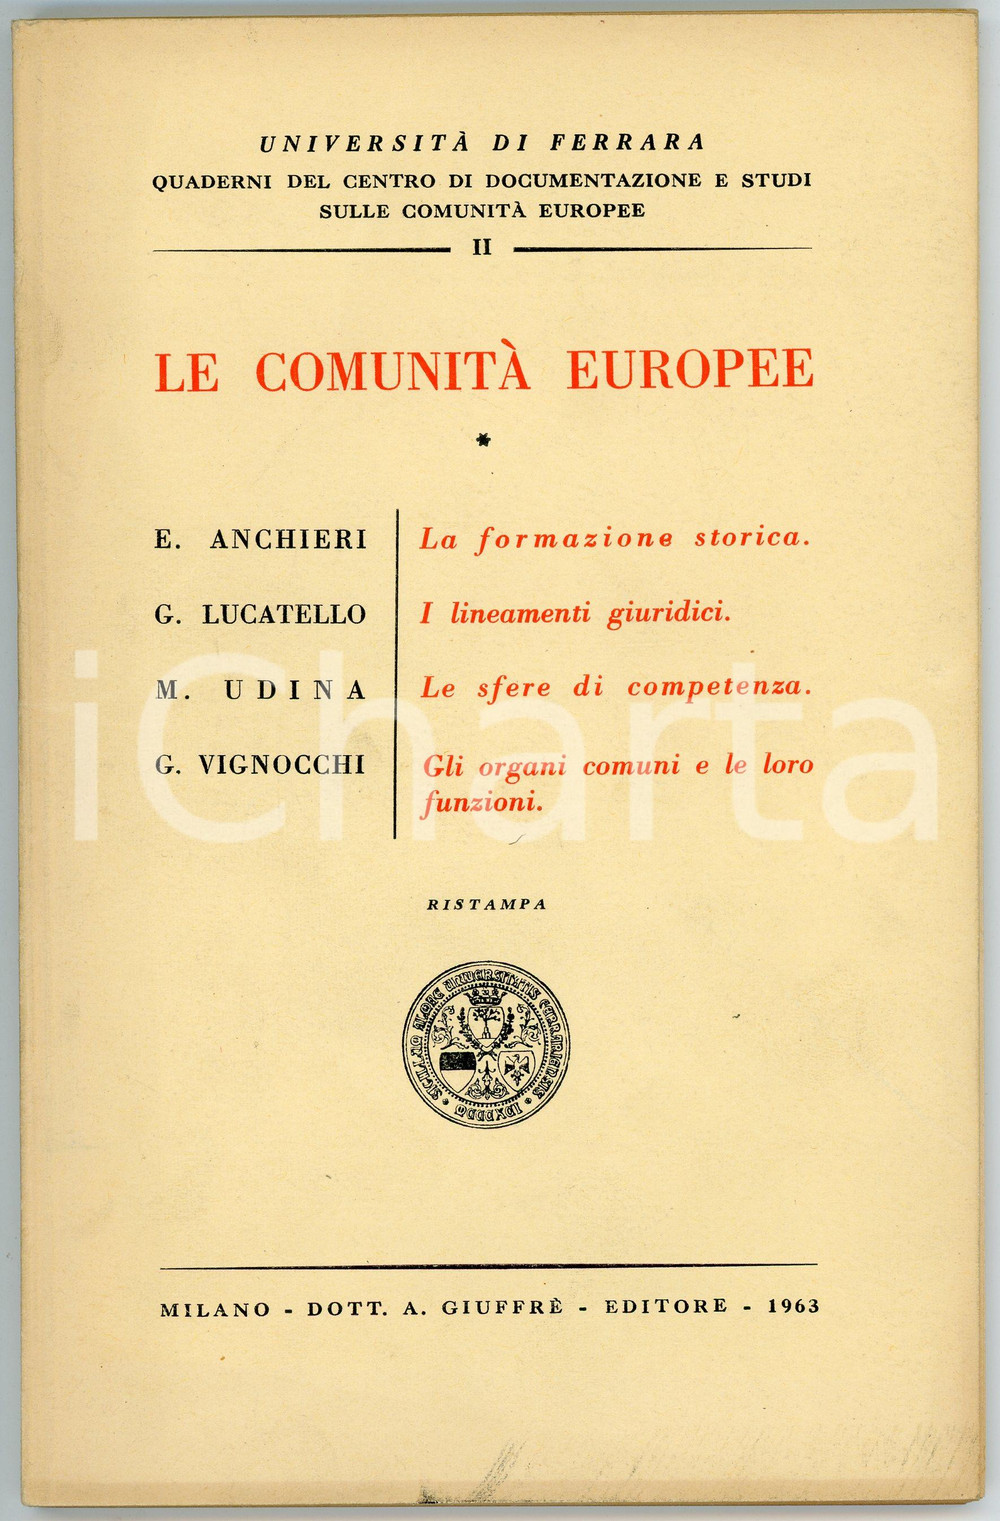 UNIVERSITÀ DI FERRARA
QUADERNI DEL CENTRO DI DOCUMENTAZIONE E STUDI
SULLE COMUNITÀ EUROPEE
II
LE COMUNITÀ EUROPEE
*
E. ANCHIERI La formazione storica.
G. LUCATELLO I lineamenti giuridici.
M. UDINA Le sfere di competenza.
G. VIGNOCCHI Gli organi comuni e le loro
funzioni.
iCharta
RISTAMPA
MILANO - DOTT. A. GIUFFRÈ - EDITORE - 1963